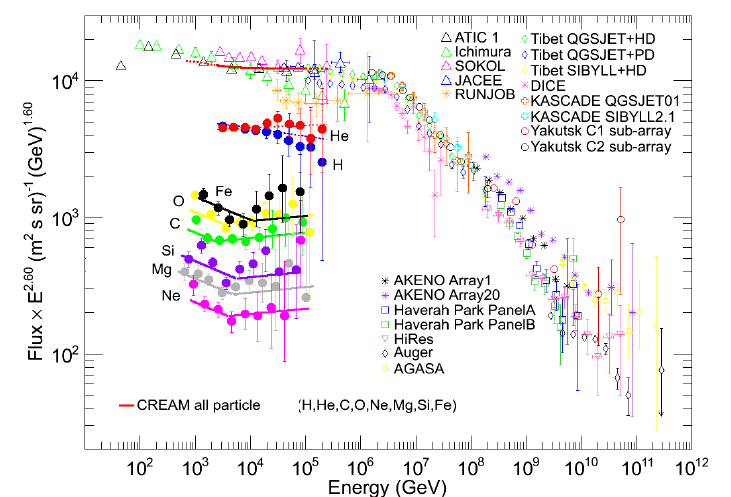 Flux × E^2.60 (m^2 s sr)^-1 (GeV)^1.60
10^4
10^3
10^2
ATIC 1
Ichimura
SOKOL
JACEE
RUNJOB
Tibet QGSJET+HD
Tibet QGSJET+PD
Tibet SIBYLL+HD
DICE
KASCADE QGSJET01
KASCADE SIBYLL2.1
Yakutsk C1 sub-array
Yakutsk C2 sub-array
He
H
O
Fe
C
Si
Mg
Ne
AKENO Array1
AKENO Array20
Haverah Park PanelA
Haverah Park PanelB
HiRes
Auger
AGASA
CREAM all particle (H,He,C,O,Ne,Mg,Si,Fe)
10^2 10^3 10^4 10^5 10^6 10^7 10^8 10^9 10^10 10^11 10^12
Energy (GeV)